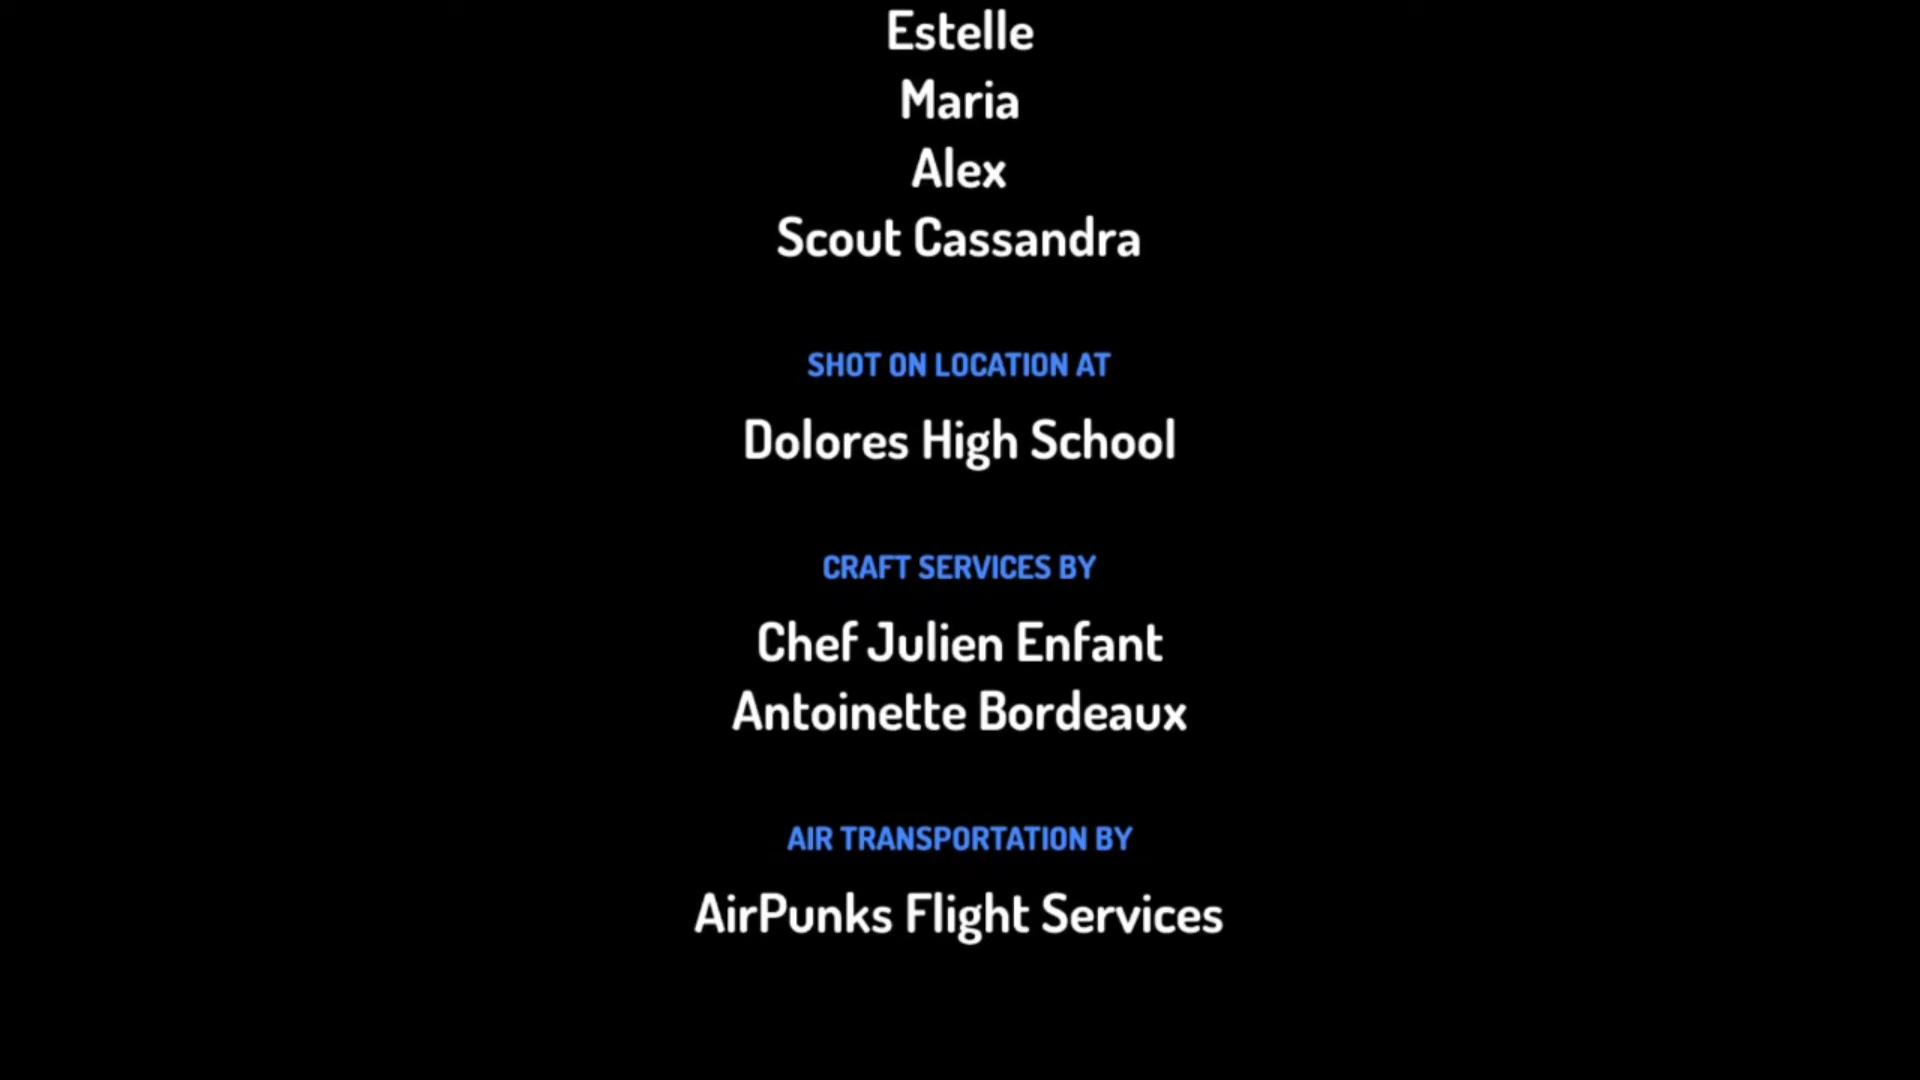 Estelle
Maria
Alex
Scout Cassandra
SHOT ON LOCATION AT
Dolores High School
CRAFT SERVICES BY
Chef Julien Enfant
Antoinette Bordeaux
AIR TRANSPORTATION BY
AirPunks Flight Services